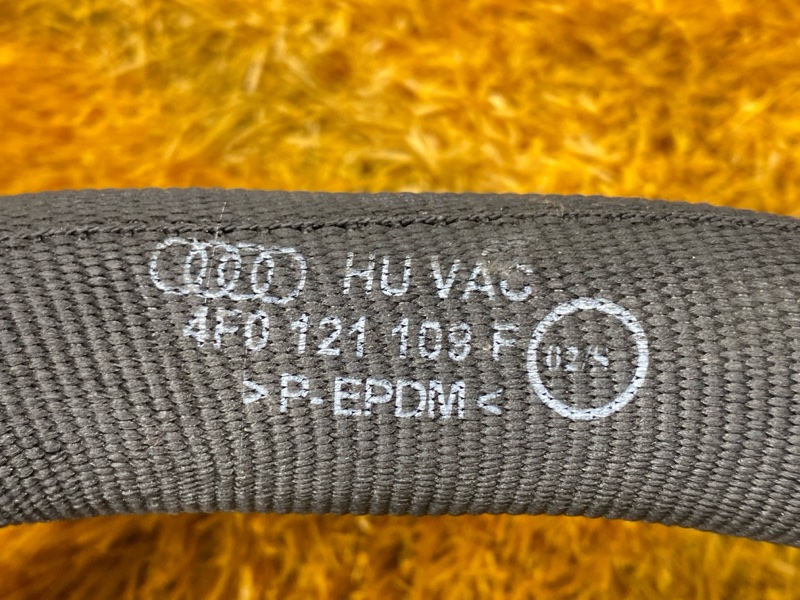 HU VAC
4F0 121 109 F
>P-EPDM<